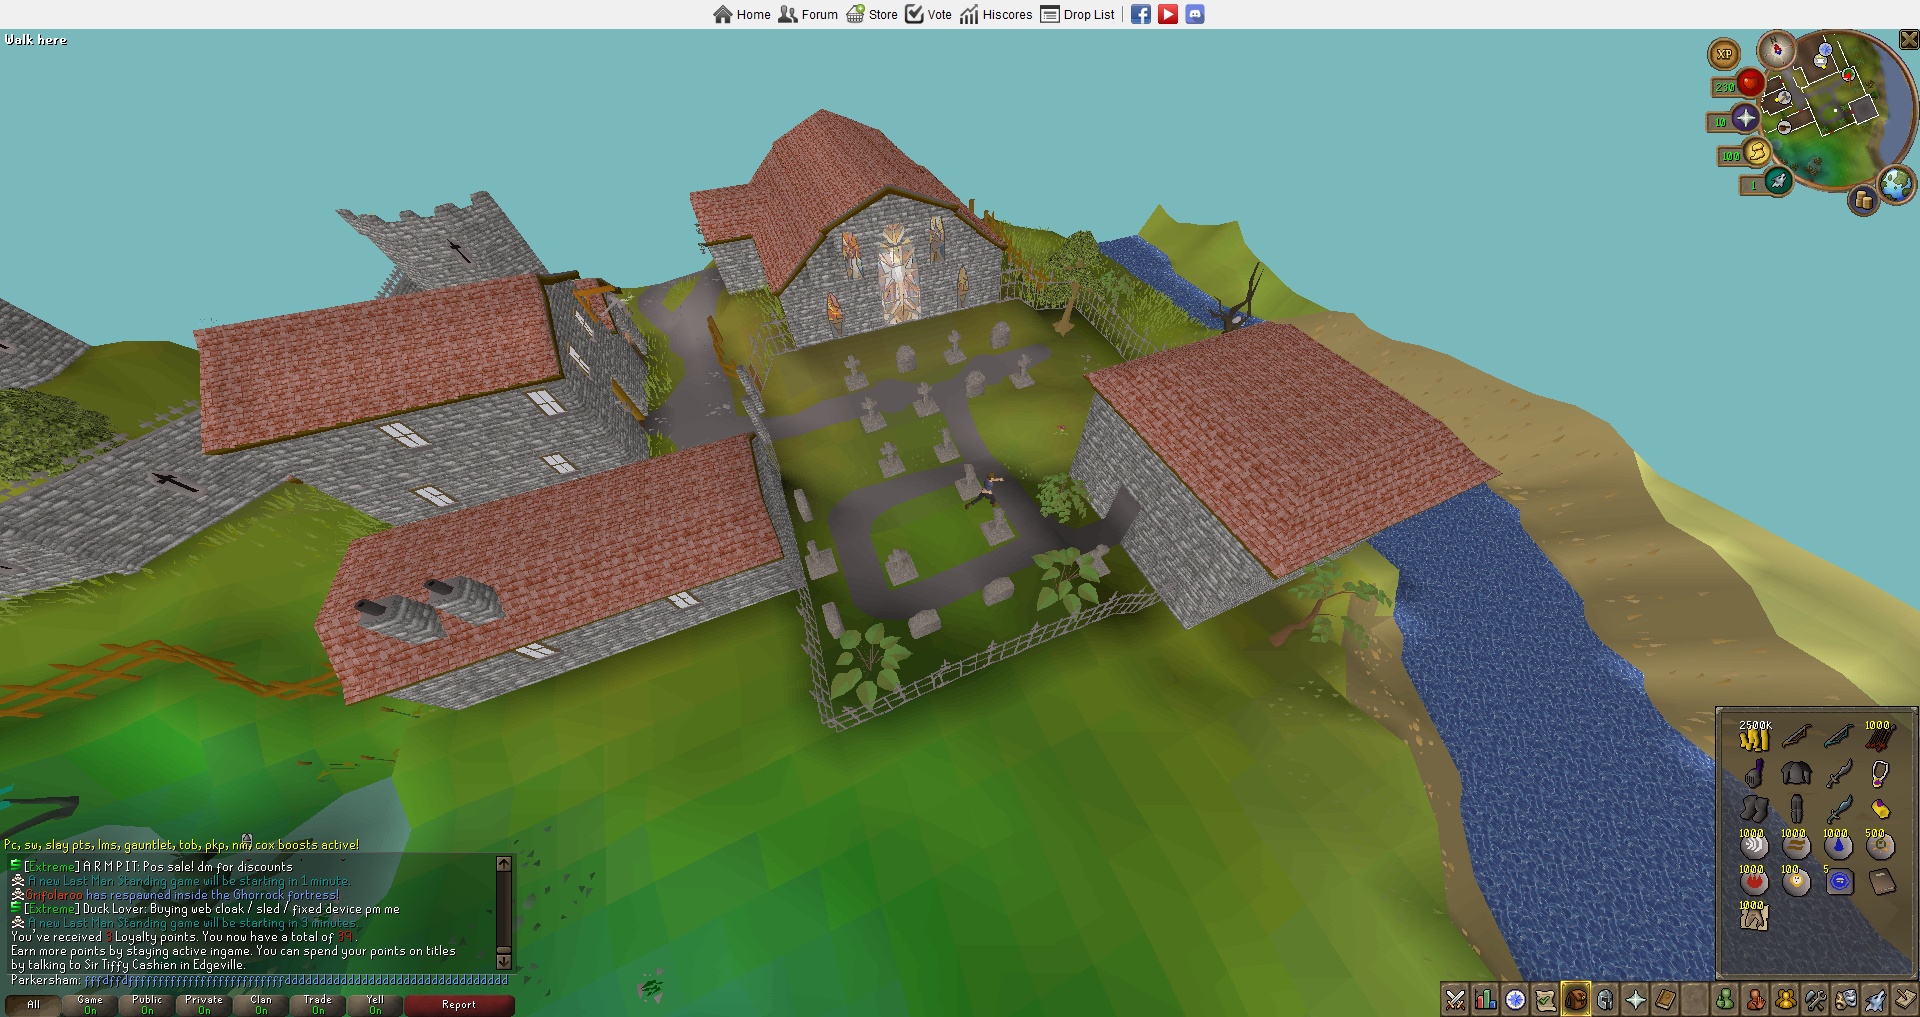 Home Forum Store Vote Hiscores Drop List
Walk here
XP
230
10
100
1
2500K 1000
1000 1000 1000 500
1000 100 5
1000
Pc, sw, slay pts, lms, gauntlet, tob, pkp, nm, cox boosts active!
[Extreme] A R M P I T: Pos sale! dm for discounts
A new Last Man Standing game will be starting in 1 minute.
Grifolaroo has respawned inside the Ghorrock fortress!
[Extreme] Duck Lover: Buying web cloak / sled / fixed device pm me
A new Last Man Standing game will be starting in 3 minutes.
You've received 3 Loyalty points. You now have a total of 39.
Earn more points by staying active ingame. You can spend your points on titles
by talking to Sir Tiffy Cashien in Edgeville.
Parkersham:
All Game On Public On Private On Clan On Trade On Yell On Report